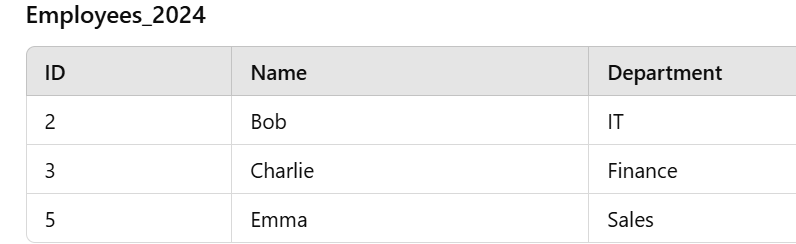 Employees_2024
ID Name Department
2 Bob IT
3 Charlie Finance
5 Emma Sales